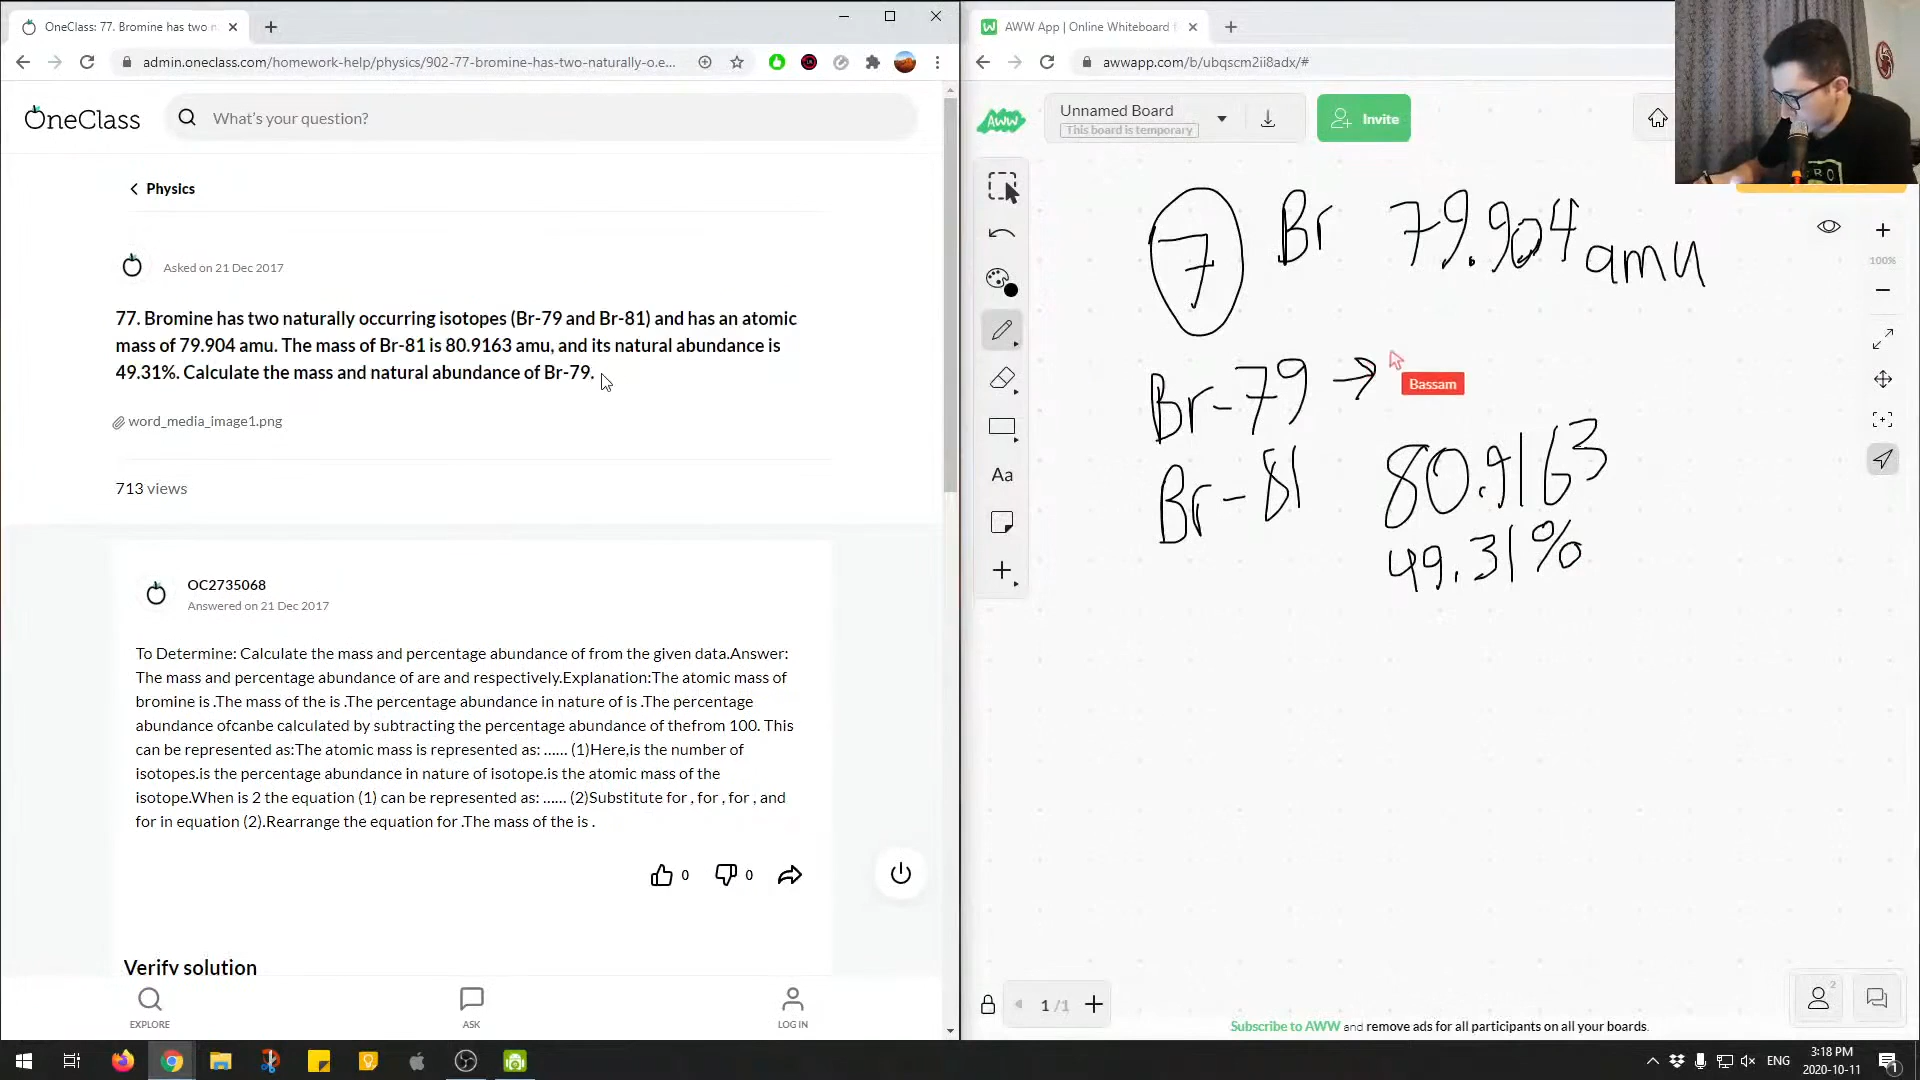 OneClass: 77. Bromine has two n
AWW App | Online Whiteboard
admin.oneclass.com/homework-help/physics/902-77-bromine-has-two-naturally-o.e...
awwapp.com/b/ubqscm2ii8adx/#
OneClass
What's your question?
Physics
Asked on 21 Dec 2017
77. Bromine has two naturally occurring isotopes (Br-79 and Br-81) and has an atomic
mass of 79.904 amu. The mass of Br-81 is 80.9163 amu, and its natural abundance is
49.31%. Calculate the mass and natural abundance of Br-79.
word_media_image1.png
713 views
OC2735068
Answered on 21 Dec 2017
To Determine: Calculate the mass and percentage abundance of from the given data.Answer:
The mass and percentage abundance of are and respectively.Explanation:The atomic mass of
bromine is .The mass of the is .The percentage abundance in nature of is .The percentage
abundance ofcanbe calculated by subtracting the percentage abundance of thefrom 100. This
can be represented as:The atomic mass is represented as: ...... (1)Here,is the number of
isotopes.is the percentage abundance in nature of isotope.is the atomic mass of the
isotope.When is 2 the equation (1) can be represented as: ...... (2)Substitute for , for , for , and
for in equation (2).Rearrange the equation for .The mass of the is .
0 0
Verify solution
EXPLORE ASK LOG IN
AWW
Unnamed Board
This board is temporary
Invite
100%
Aa
7 Br 79.904 amu
Br-79 →
Bassam
Br-81 80.9163
49.31%
1 /1
2
Subscribe to AWW and remove ads for all participants on all your boards.
ENG
3:18 PM
2020-10-11
1